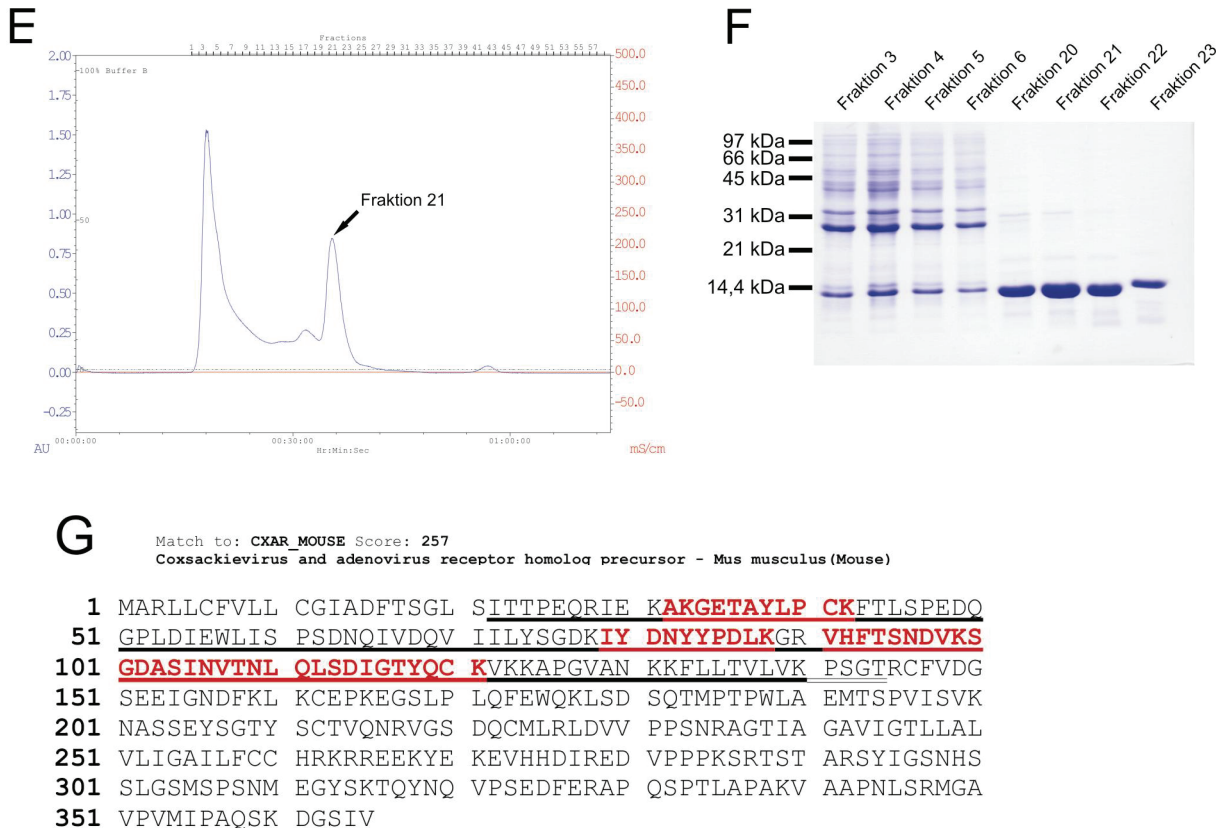 E
Fractions
1 3 5 7 9 11 13 15 17 19 21 23 25 27 29 31 33 35 37 39 41 43 45 47 49 51 53 55 57
2.00
1.75
1.50
1.25
1.00
0.75
0.50
0.25
0.00
-0.25
AU
100% Buffer B
50
Fraktion 21
500.0
450.0
400.0
350.0
300.0
250.0
200.0
150.0
100.0
50.0
0.0
-50.0
mS/cm
00:00:00 00:30:00 01:00:00
Hr:Min:Sec
F
Fraktion 3
Fraktion 4
Fraktion 5
Fraktion 6
Fraktion 20
Fraktion 21
Fraktion 22
Fraktion 23
97 kDa
66 kDa
45 kDa
31 kDa
21 kDa
14,4 kDa
G
Match to: CXAR_MOUSE Score: 257
Coxsackievirus and adenovirus receptor homolog precursor - Mus musculus(Mouse)
1 MARLLCFVLL CGIADFTSGL SITTPEQRIE KAKGETAYLP CKFTLSPEDQ
51 GPLDIEWLIS PSDNQIVDQV IILYSGDKIY DNYYPDLKGR VHFTSNDVKS
101 GDASINVTNL QLSDIGTYQC KVKKAPGVAN KKFLLTVLVK PSGTRCFVDG
151 SEEIGNDFKL KCEPKEGSLP LQFEWQKLSD SQTMPTPWLA EMTSPVISVK
201 NASSEYSGTY SCTVQNRVGS DQCMLRLDVV PPSNRAGTIA GAVIGTLLAL
251 VLIGAILFCC HRKRREEKYE KEVHHDIRED VPPPKSRTST ARSYIGSNHS
301 SLGSMSPSNM EGYSKTQYNQ VPSEDFERAP QSPTLAPAKV AAPNLSRMGA
351 VPVMIPAQSK DGSIV